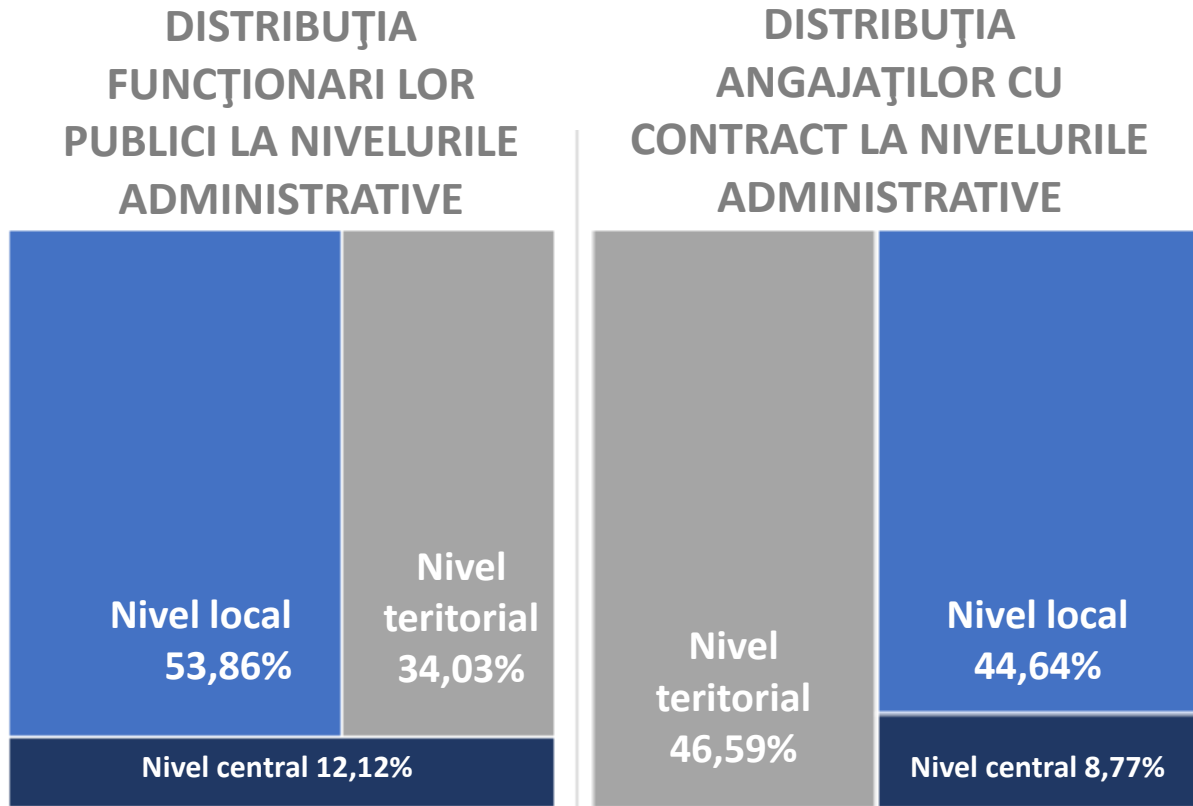 DISTRIBUŢIA
FUNCŢIONARI LOR
PUBLICI LA NIVELURILE
ADMINISTRATIVE
Nivel local
53,86%
Nivel
teritorial
34,03%
Nivel central 12,12%
DISTRIBUŢIA
ANGAJAŢILOR CU
CONTRACT LA NIVELURILE
ADMINISTRATIVE
Nivel
teritorial
46,59%
Nivel local
44,64%
Nivel central 8,77%